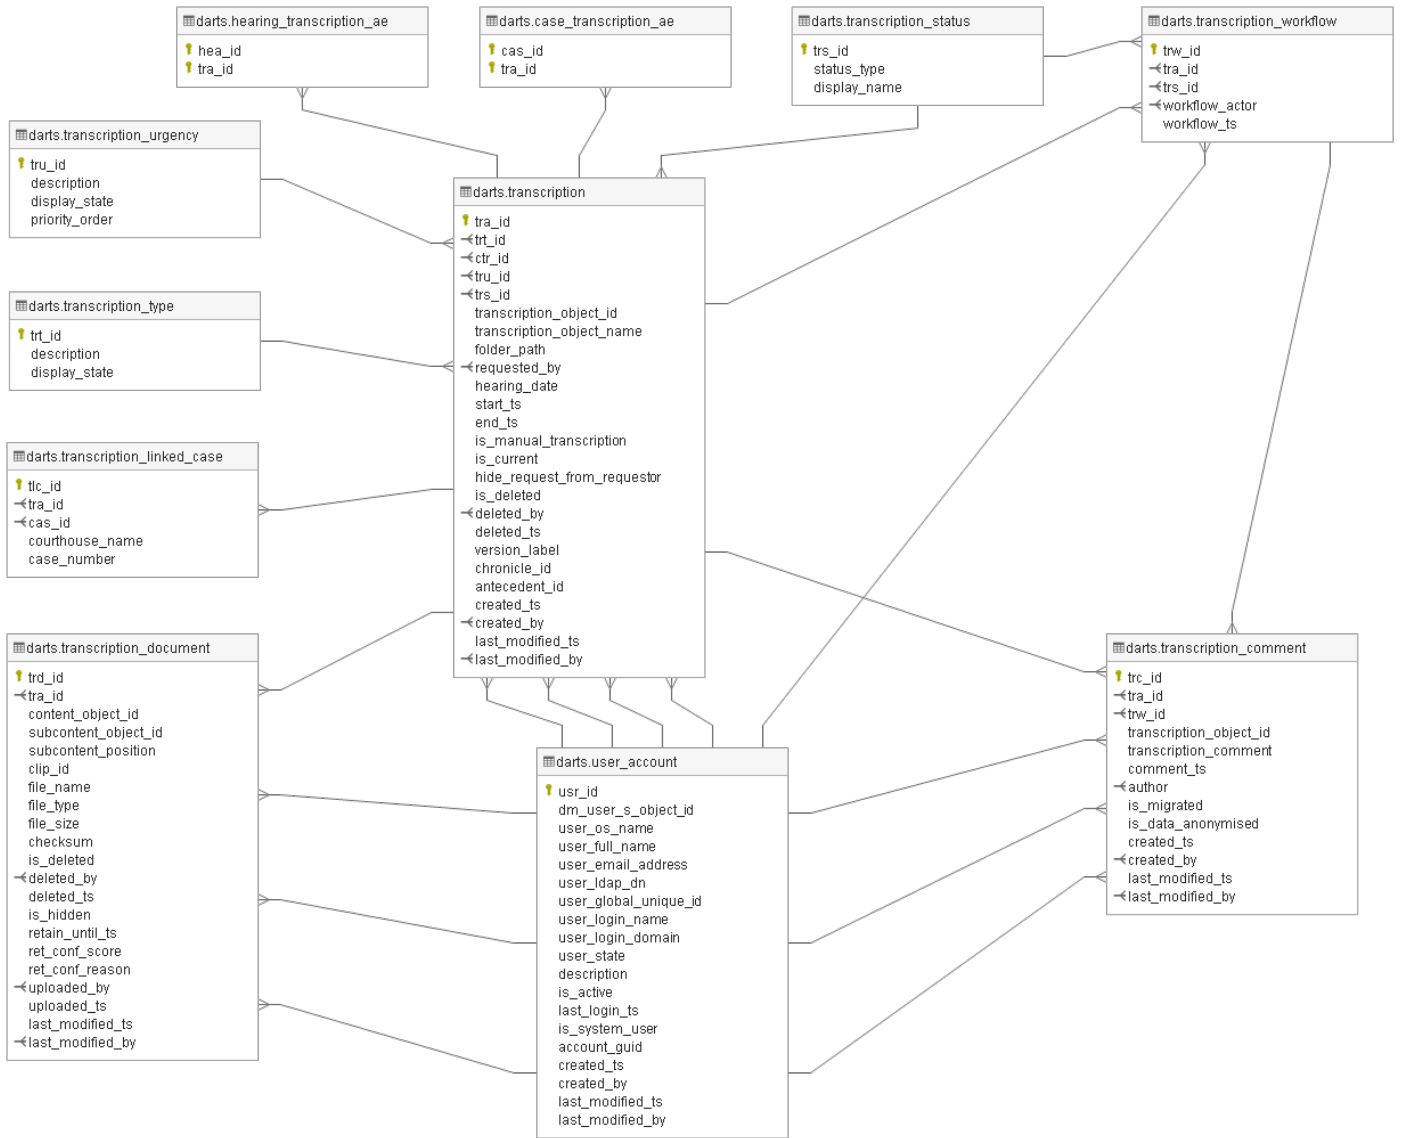 darts.hearing_transcription_ae
hea_id
tra_id
darts.case_transcription_ae
cas_id
tra_id
darts.transcription_status
trs_id
status_type
display_name
darts.transcription_workflow
trw_id
tra_id
trs_id
workflow_actor
workflow_ts
darts.transcription_urgency
tru_id
description
display_state
priority_order
darts.transcription
tra_id
trt_id
ctr_id
tru_id
trs_id
transcription_object_id
transcription_object_name
folder_path
requested_by
hearing_date
start_ts
end_ts
is_manual_transcription
is_current
hide_request_from_requestor
is_deleted
deleted_by
deleted_ts
version_label
chronicle_id
antecedent_id
created_ts
created_by
last_modified_ts
last_modified_by
darts.transcription_type
trt_id
description
display_state
darts.transcription_linked_case
tlc_id
tra_id
cas_id
courthouse_name
case_number
darts.transcription_document
trd_id
tra_id
content_object_id
subcontent_object_id
subcontent_position
clip_id
file_name
file_type
file_size
checksum
is_deleted
deleted_by
deleted_ts
is_hidden
retain_until_ts
ret_conf_score
ret_conf_reason
uploaded_by
uploaded_ts
last_modified_ts
last_modified_by
darts.user_account
usr_id
dm_user_s_object_id
user_os_name
user_full_name
user_email_address
user_ldap_dn
user_global_unique_id
user_login_name
user_login_domain
user_state
description
is_active
last_login_ts
is_system_user
account_guid
created_ts
created_by
last_modified_ts
last_modified_by
darts.transcription_comment
trc_id
tra_id
trw_id
transcription_object_id
transcription_comment
comment_ts
author
is_migrated
is_data_anonymised
created_ts
created_by
last_modified_ts
last_modified_by